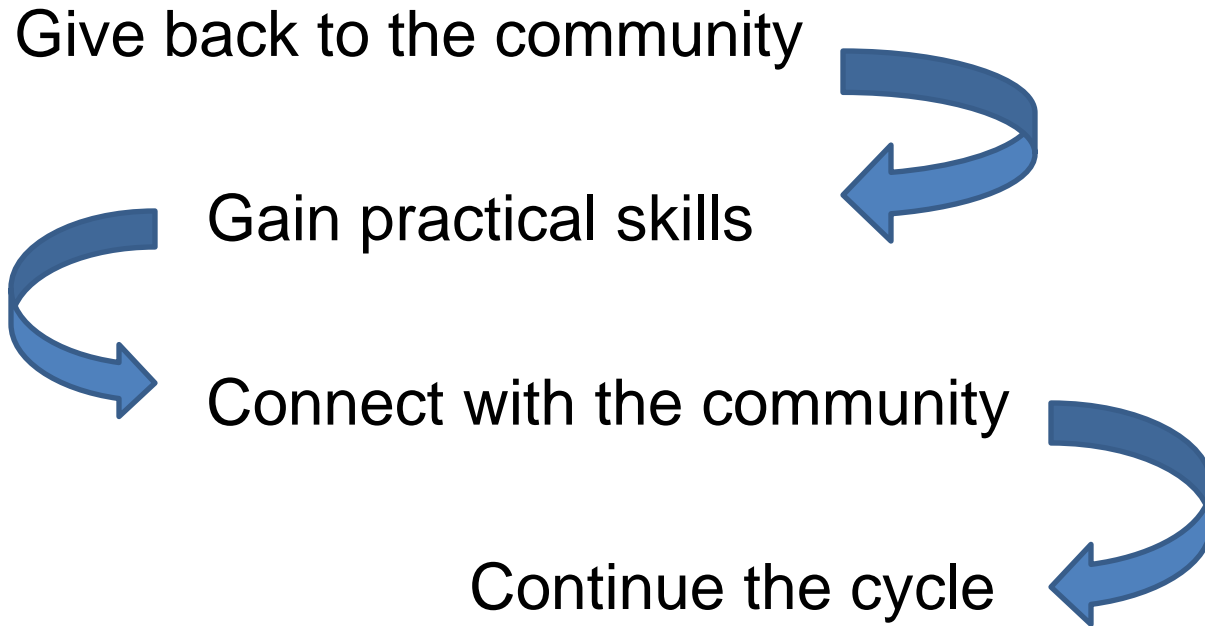 Give back to the community
Gain practical skills
Connect with the community
Continue the cycle